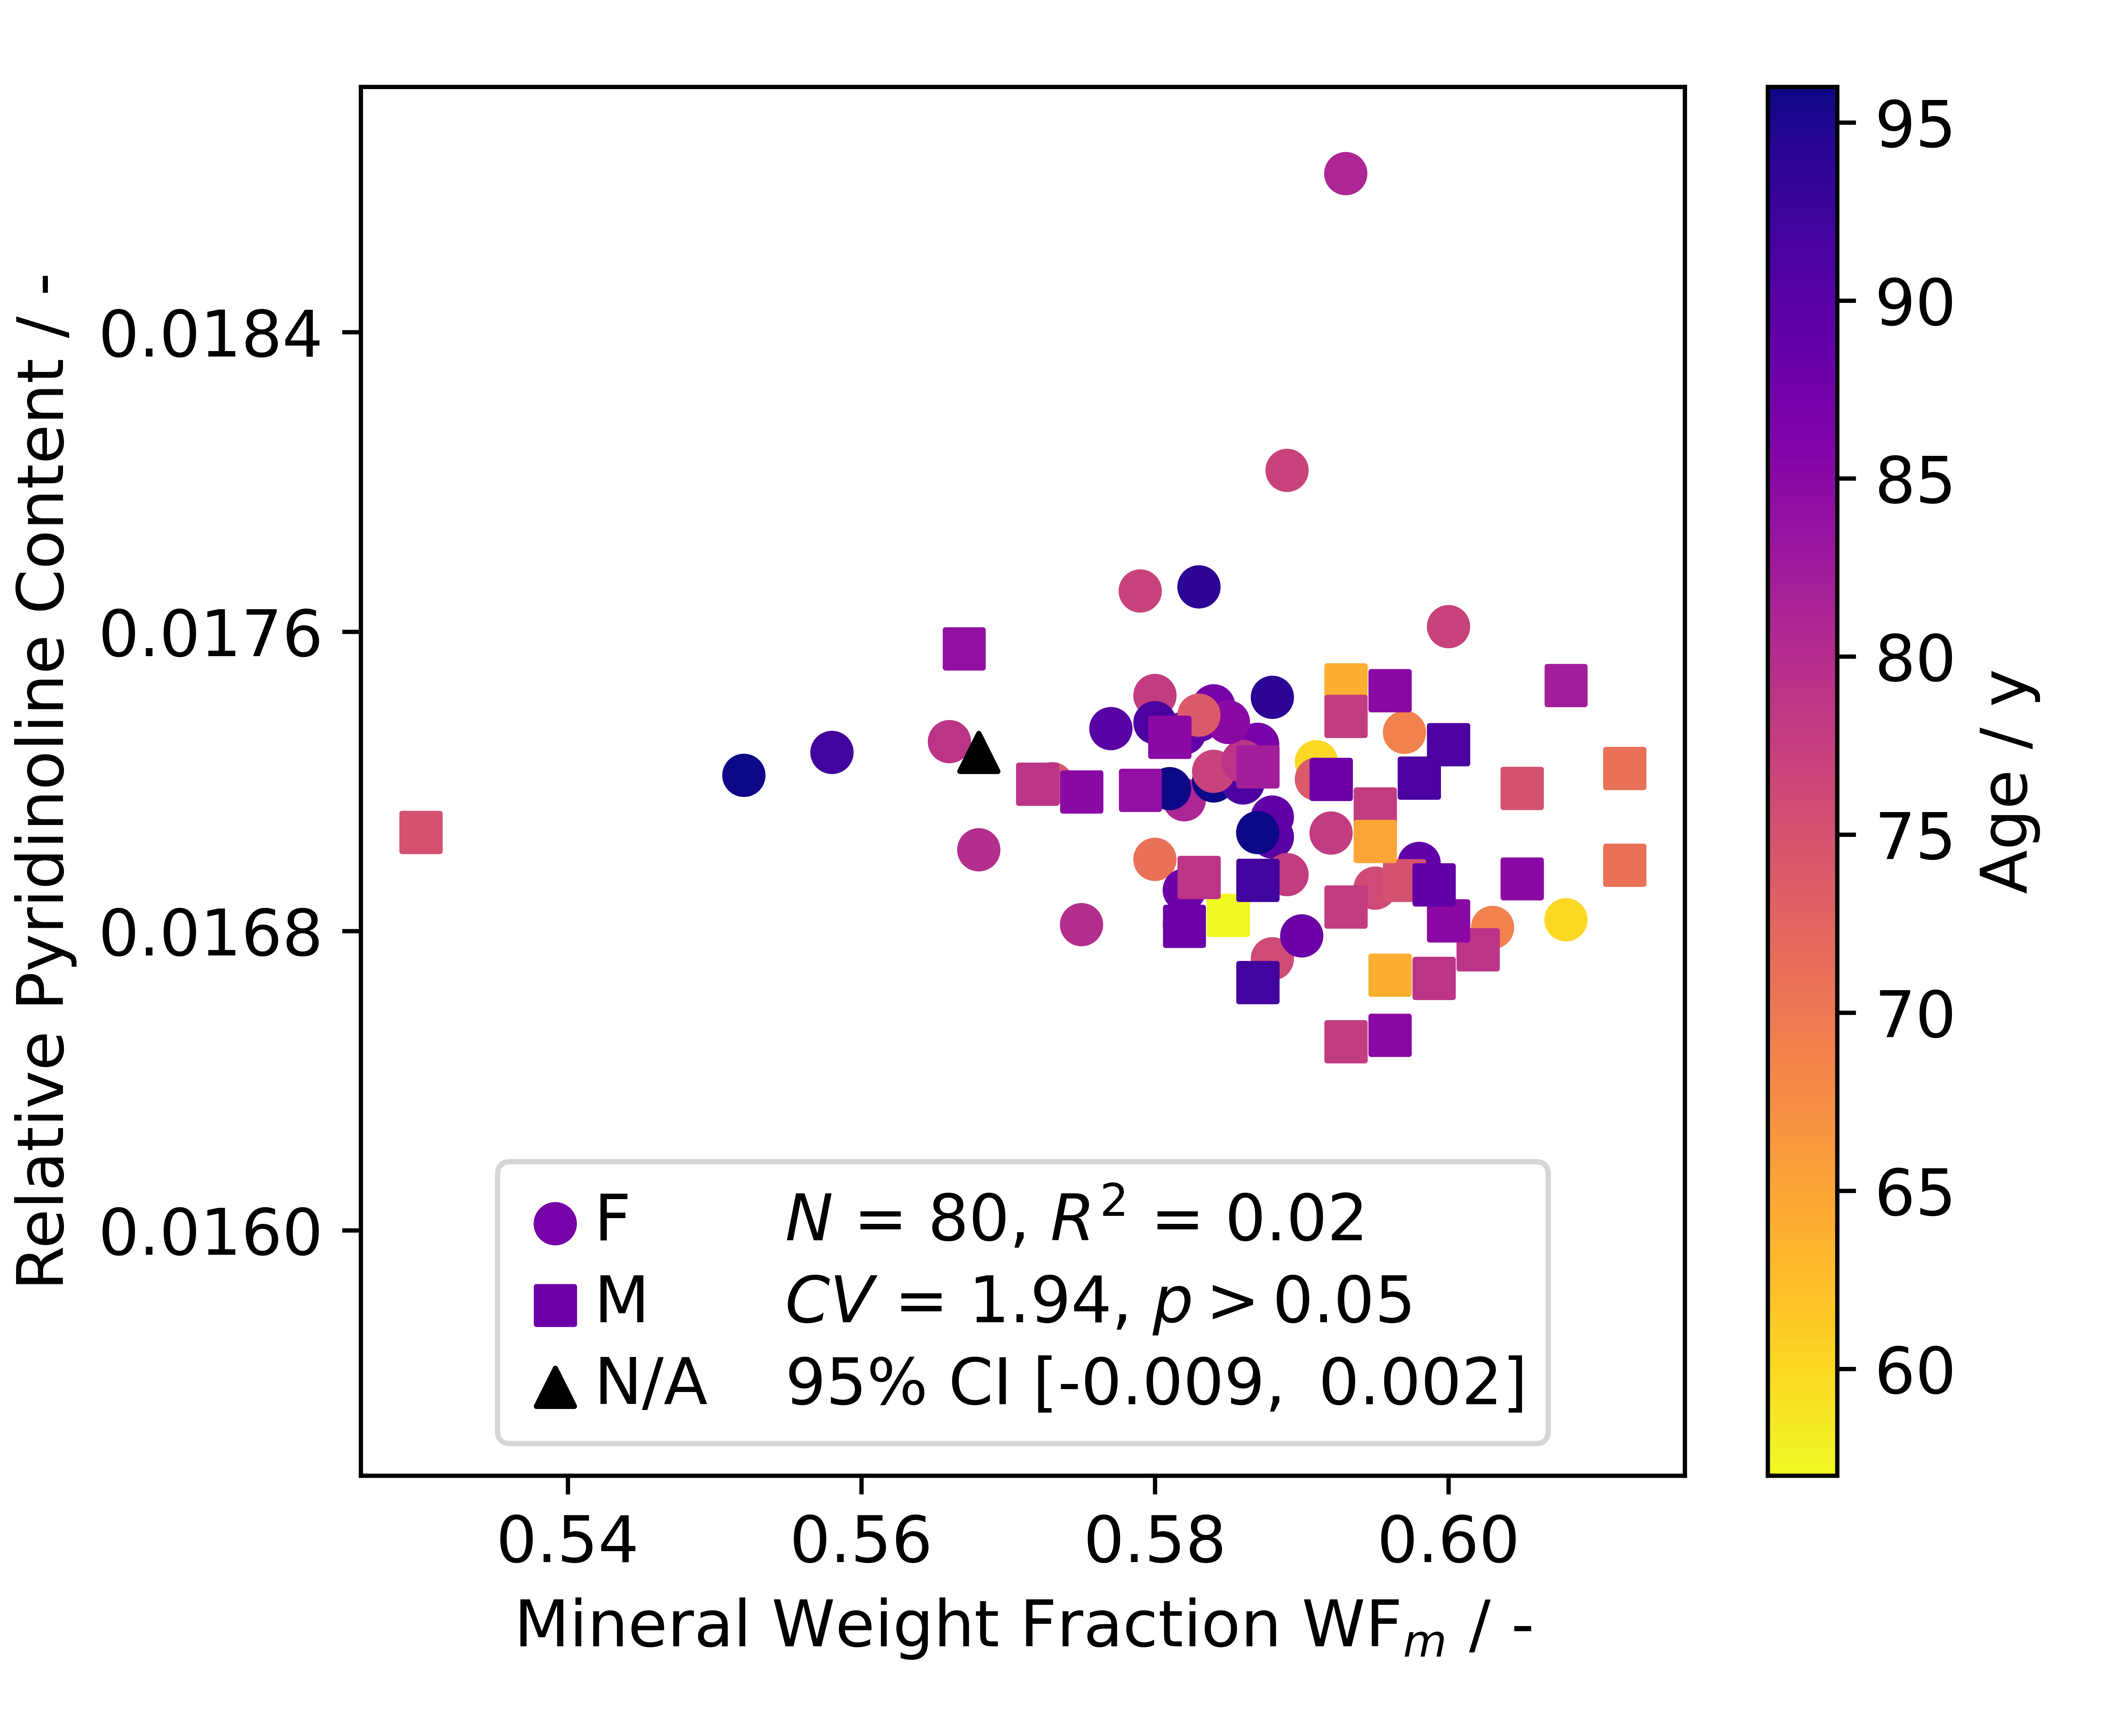 Relative Pyridinoline Content / -
0.0184
0.0176
0.0168
0.0160
F N = 80, R² = 0.02
M CV = 1.94, p > 0.05
N/A 95% CI [-0.009, 0.002]
0.54 0.56 0.58 0.60
Mineral Weight Fraction WFₘ / -
95
90
85
80
75
70
65
60
Age / y